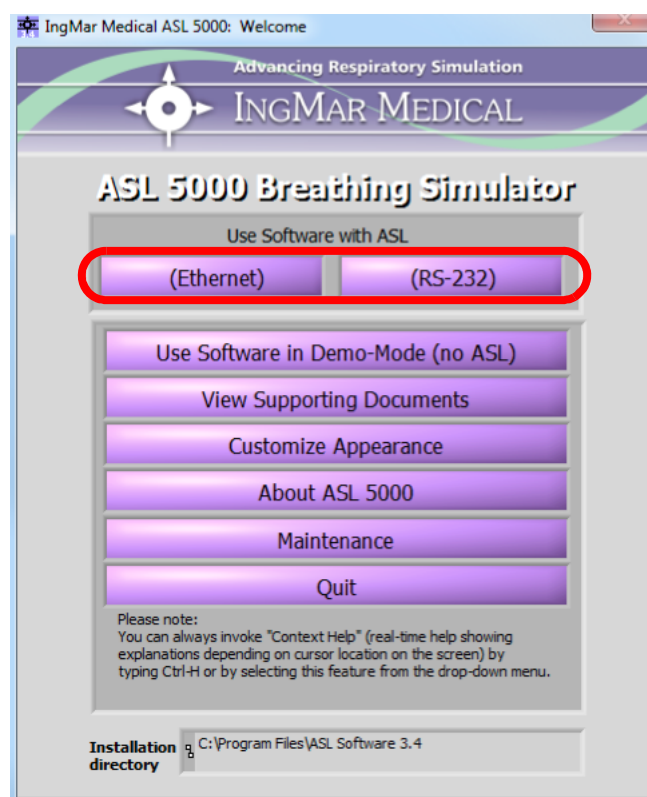 IngMar Medical ASL 5000: Welcome
Advancing Respiratory Simulation
INGMAR MEDICAL
ASL 5000 Breathing Simulator
Use Software with ASL
(Ethernet) (RS-232)
Use Software in Demo-Mode (no ASL)
View Supporting Documents
Customize Appearance
About ASL 5000
Maintenance
Quit
Please note:
You can always invoke "Context Help" (real-time help showing
explanations depending on cursor location on the screen) by
typing Ctrl-H or by selecting this feature from the drop-down menu.
Installation
directory
C:\Program Files\ASL Software 3.4